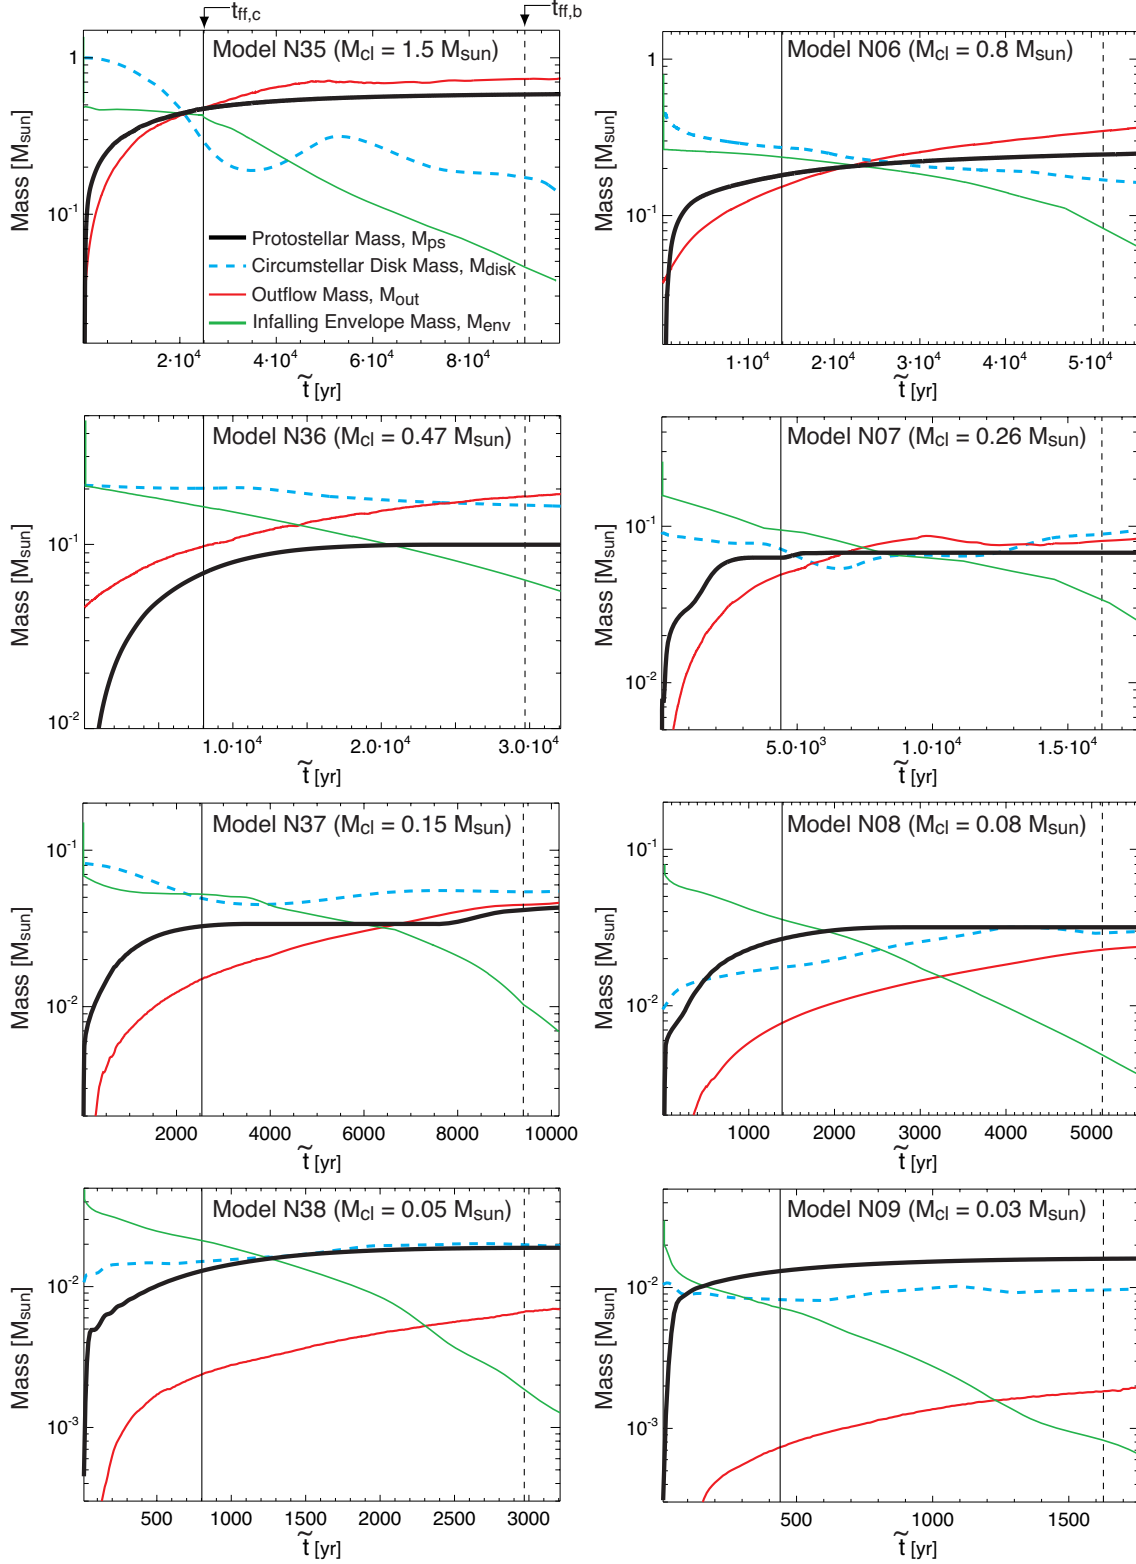 t_ff,c t_ff,b
Model N35 (M_cl = 1.5 M_sun)
1
10^-1
Mass [M_sun]
Protostellar Mass, M_ps
Circumstellar Disk Mass, M_disk
Outflow Mass, M_out
Infalling Envelope Mass, M_env
2·10^4 4·10^4 6·10^4 8·10^4
t̃ [yr]
Model N06 (M_cl = 0.8 M_sun)
1
10^-1
Mass [M_sun]
1·10^4 2·10^4 3·10^4 4·10^4 5·10^4
t̃ [yr]
Model N36 (M_cl = 0.47 M_sun)
10^-1
10^-2
Mass [M_sun]
1.0·10^4 2.0·10^4 3.0·10^4
t̃ [yr]
Model N07 (M_cl = 0.26 M_sun)
10^-1
10^-2
Mass [M_sun]
5.0·10^3 1.0·10^4 1.5·10^4
t̃ [yr]
Model N37 (M_cl = 0.15 M_sun)
10^-1
10^-2
Mass [M_sun]
2000 4000 6000 8000 10000
t̃ [yr]
Model N08 (M_cl = 0.08 M_sun)
10^-1
10^-2
Mass [M_sun]
1000 2000 3000 4000 5000
t̃ [yr]
Model N38 (M_cl = 0.05 M_sun)
10^-2
10^-3
Mass [M_sun]
500 1000 1500 2000 2500 3000
t̃ [yr]
Model N09 (M_cl = 0.03 M_sun)
10^-2
10^-3
Mass [M_sun]
500 1000 1500
t̃ [yr]